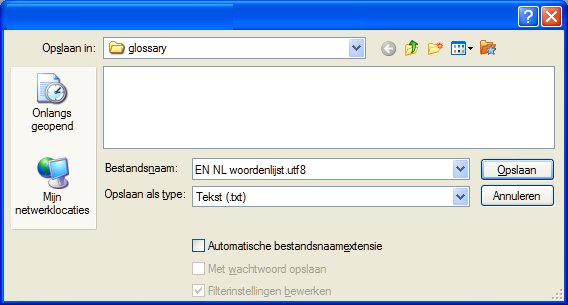 Opslaan in:
glossary
Onlangs
geopend
Mijn
netwerklocaties
Bestandsnaam:
EN NL woordenlijst.utf8
Opslaan
Opslaan als type:
Tekst (.txt)
Annuleren
Automatische bestandsnaamextensie
Met wachtwoord opslaan
Filterinstellingen bewerken